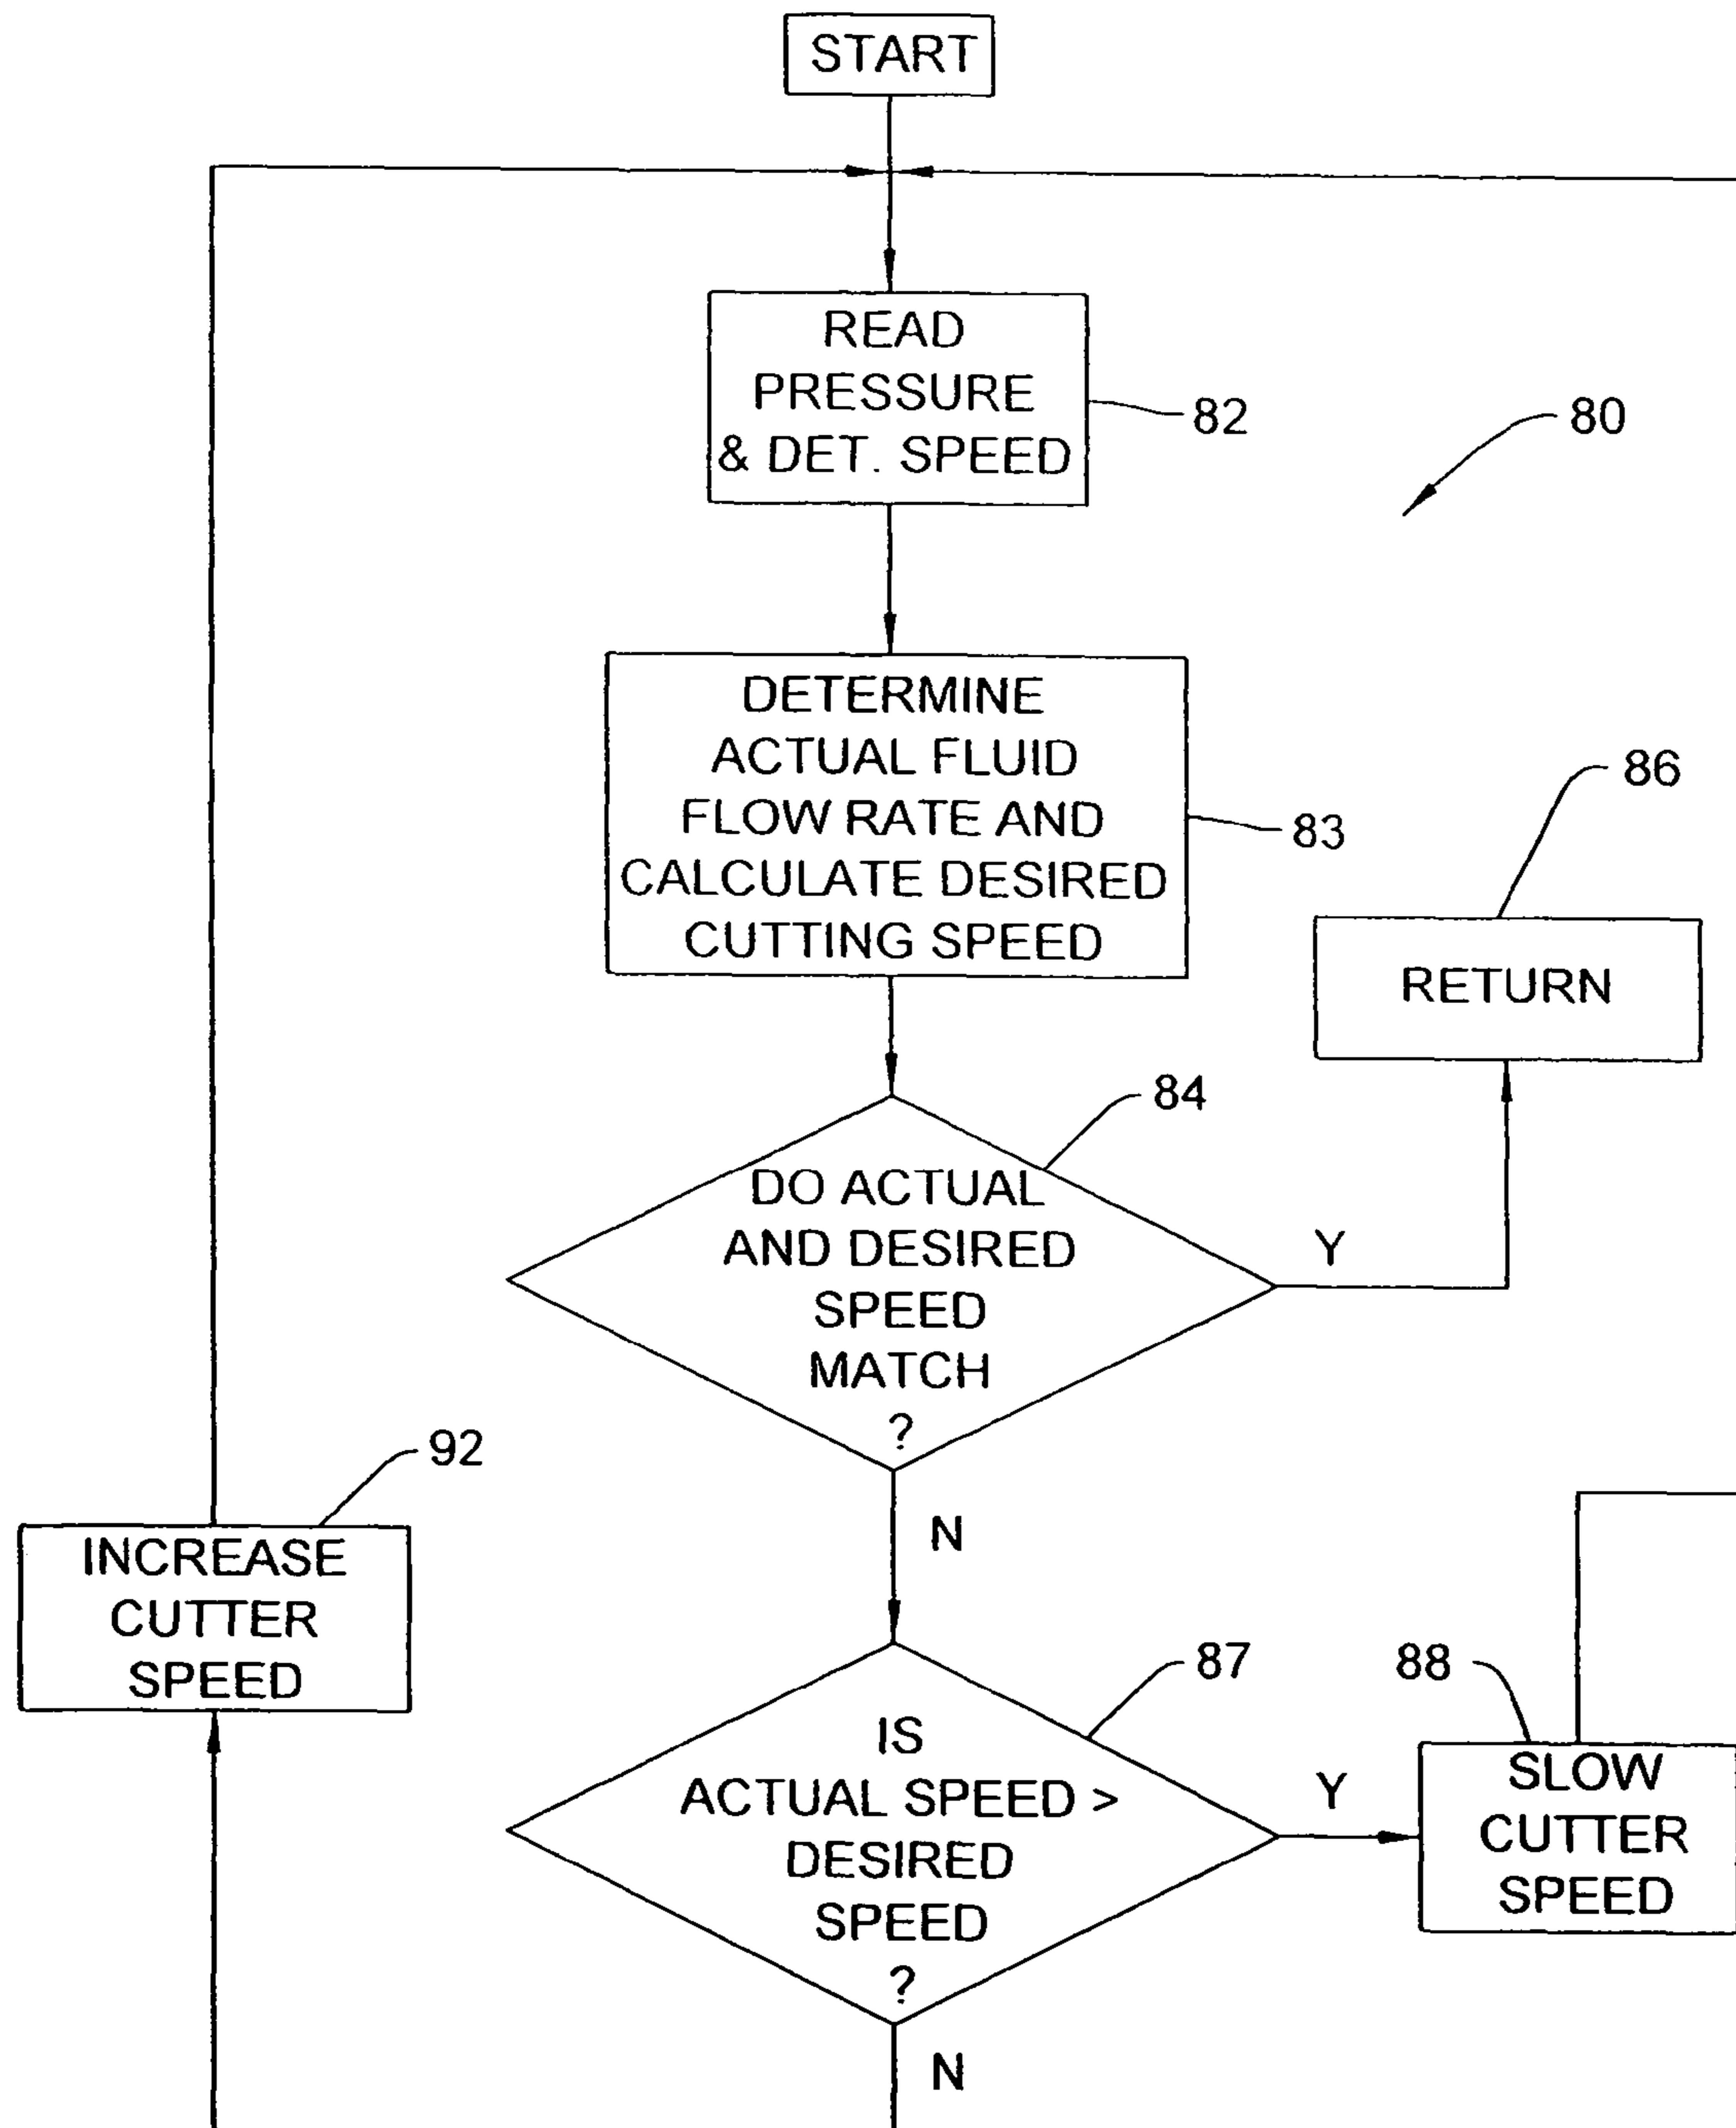 START
READ
PRESSURE
& DET. SPEED
82
80
DETERMINE
ACTUAL FLUID
FLOW RATE AND
CALCULATE DESIRED
CUTTING SPEED
83
86
RETURN
84
DO ACTUAL
AND DESIRED
SPEED
MATCH
?
Y
N
92
INCREASE
CUTTER
SPEED
87
IS
ACTUAL SPEED >
DESIRED
SPEED
?
Y
88
SLOW
CUTTER
SPEED
N